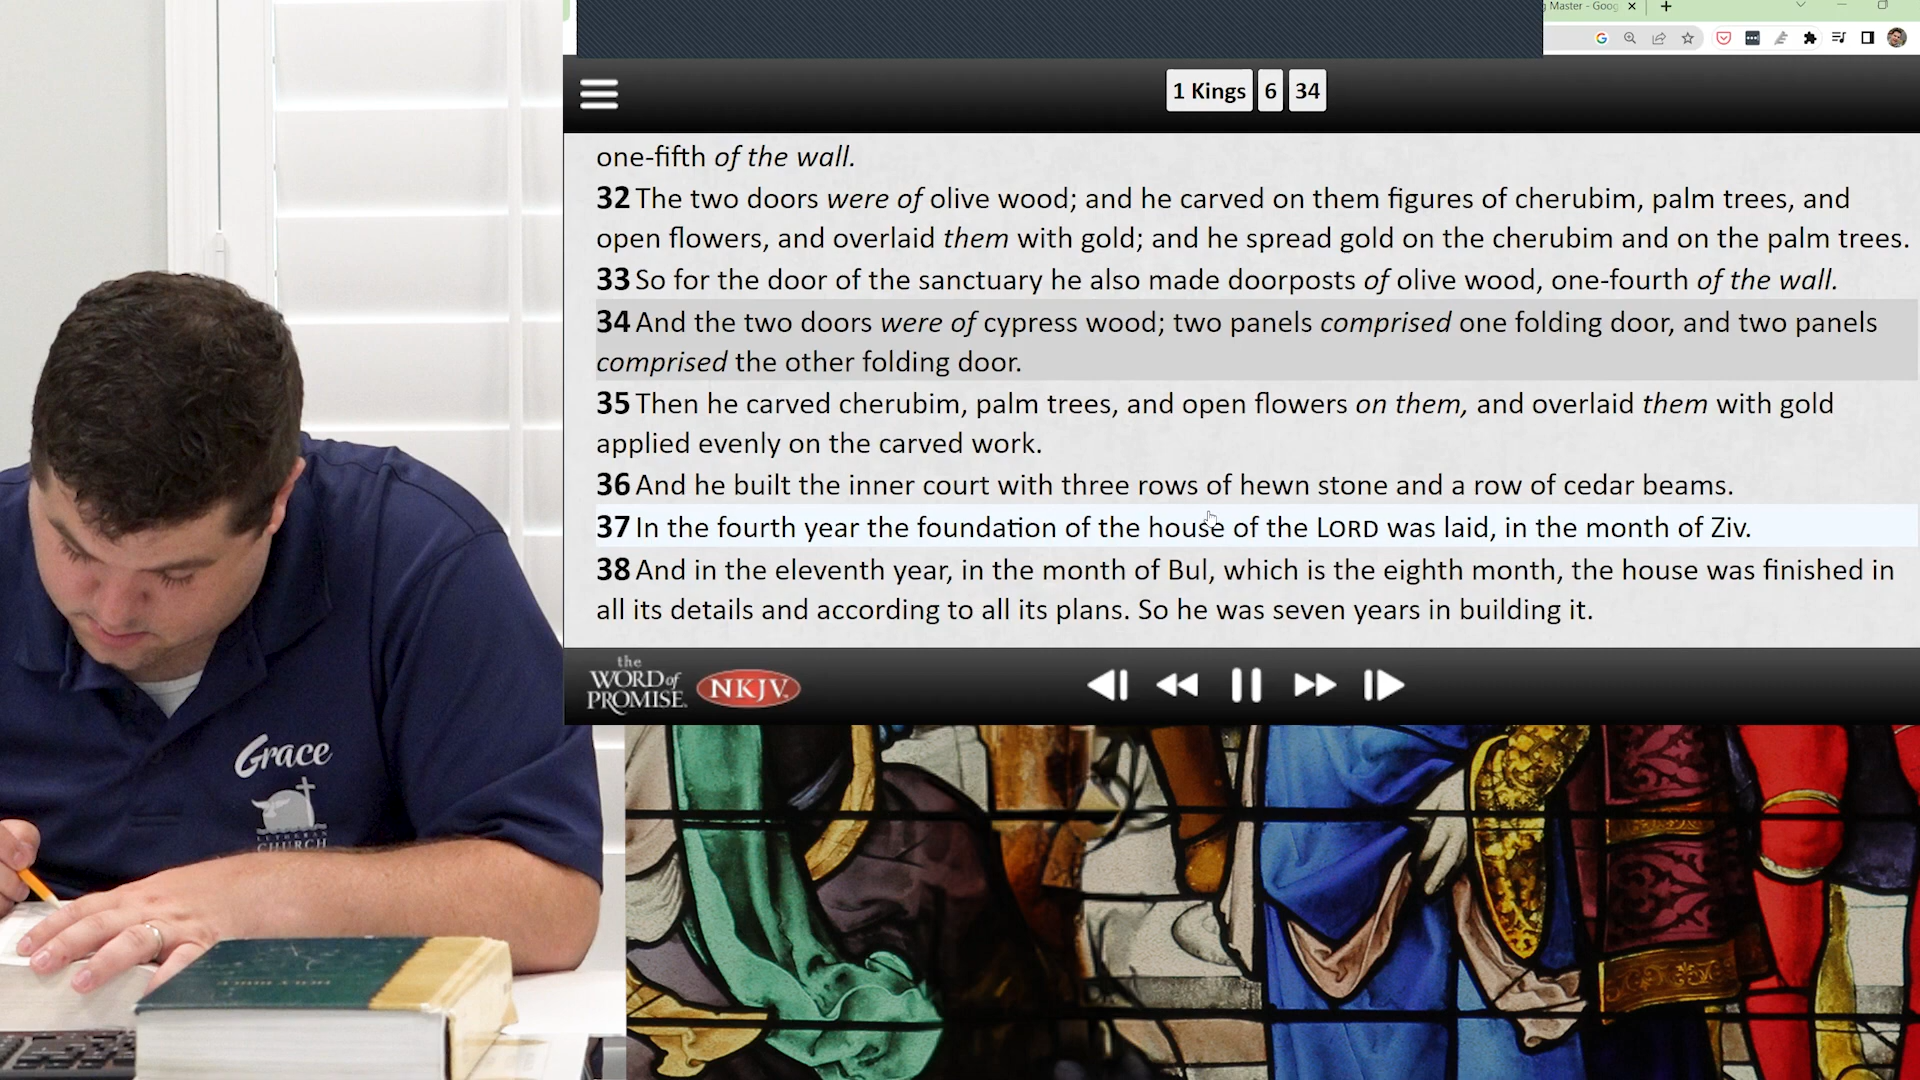 g Master - Goog
1 Kings 6 34
one-fifth of the wall.
32 The two doors were of olive wood; and he carved on them figures of cherubim, palm trees, and
open flowers, and overlaid them with gold; and he spread gold on the cherubim and on the palm trees.
33 So for the door of the sanctuary he also made doorposts of olive wood, one-fourth of the wall.
34 And the two doors were of cypress wood; two panels comprised one folding door, and two panels
comprised the other folding door.
35 Then he carved cherubim, palm trees, and open flowers on them, and overlaid them with gold
applied evenly on the carved work.
36 And he built the inner court with three rows of hewn stone and a row of cedar beams.
37 In the fourth year the foundation of the house of the LORD was laid, in the month of Ziv.
38 And in the eleventh year, in the month of Bul, which is the eighth month, the house was finished in
all its details and according to all its plans. So he was seven years in building it.
the
WORD of
PROMISE
NKJV
Grace
LUTHERAN
CHURCH